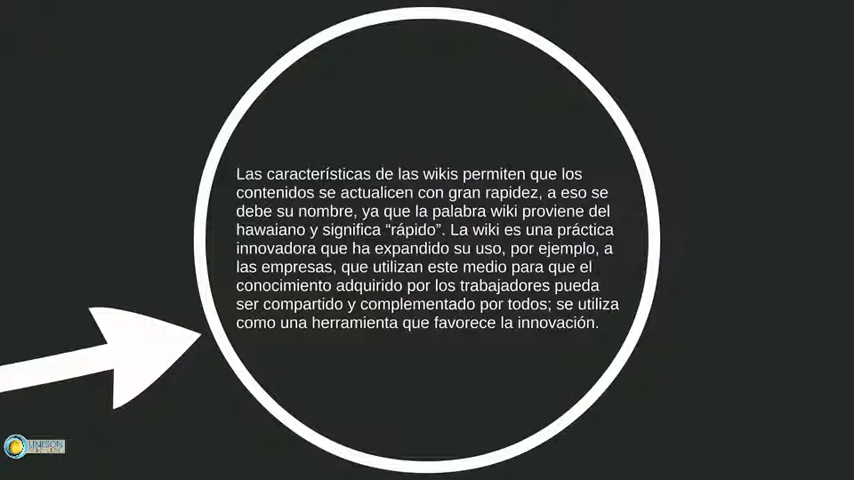 Las características de las wikis permiten que los
contenidos se actualicen con gran rapidez, a eso se
debe su nombre, ya que la palabra wiki proviene del
hawaiano y significa “rápido”. La wiki es una práctica
innovadora que ha expandido su uso, por ejemplo, a
las empresas, que utilizan este medio para que el
conocimiento adquirido por los trabajadores pueda
ser compartido y complementado por todos; se utiliza
como una herramienta que favorece la innovación.
UNISON